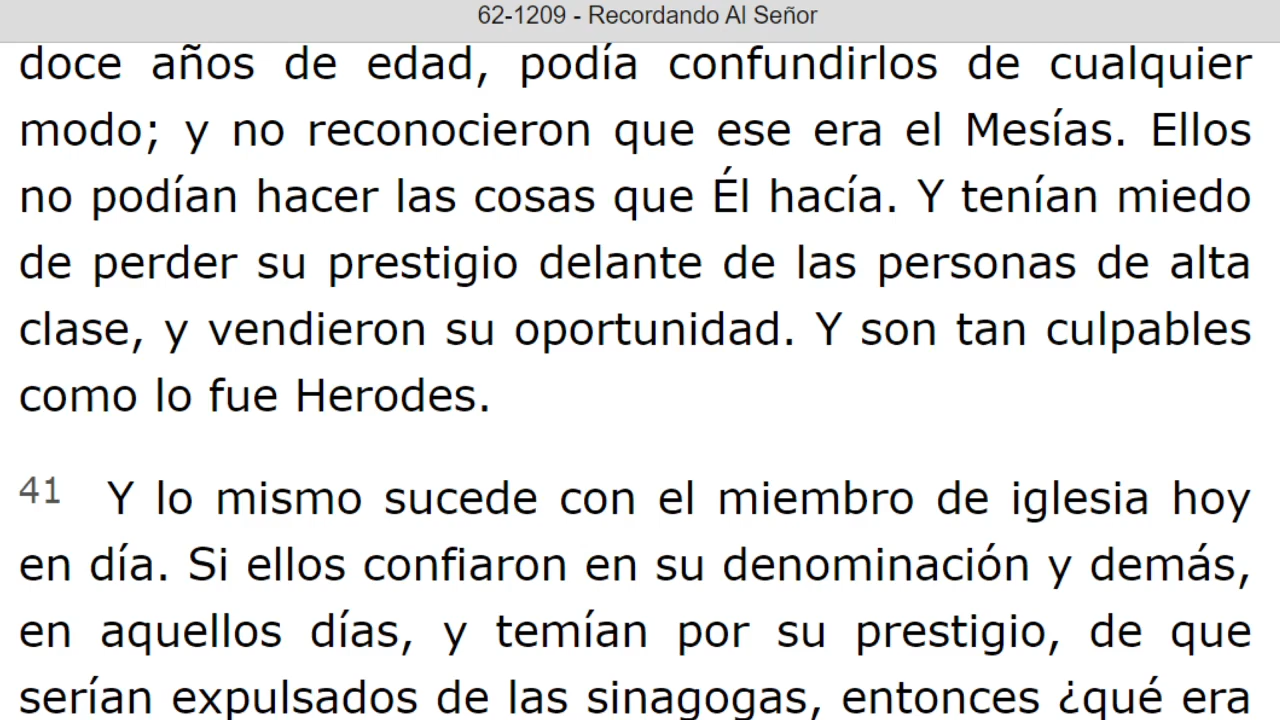 62-1209 - Recordando Al Señor
doce años de edad, podía confundirlos de cualquier
modo; y no reconocieron que ese era el Mesías. Ellos
no podían hacer las cosas que Él hacía. Y tenían miedo
de perder su prestigio delante de las personas de alta
clase, y vendieron su oportunidad. Y son tan culpables
como lo fue Herodes.
41 Y lo mismo sucede con el miembro de iglesia hoy
en día. Si ellos confiaron en su denominación y demás,
en aquellos días, y temían por su prestigio, de que
serían expulsados de las sinagogas, entonces ¿qué era